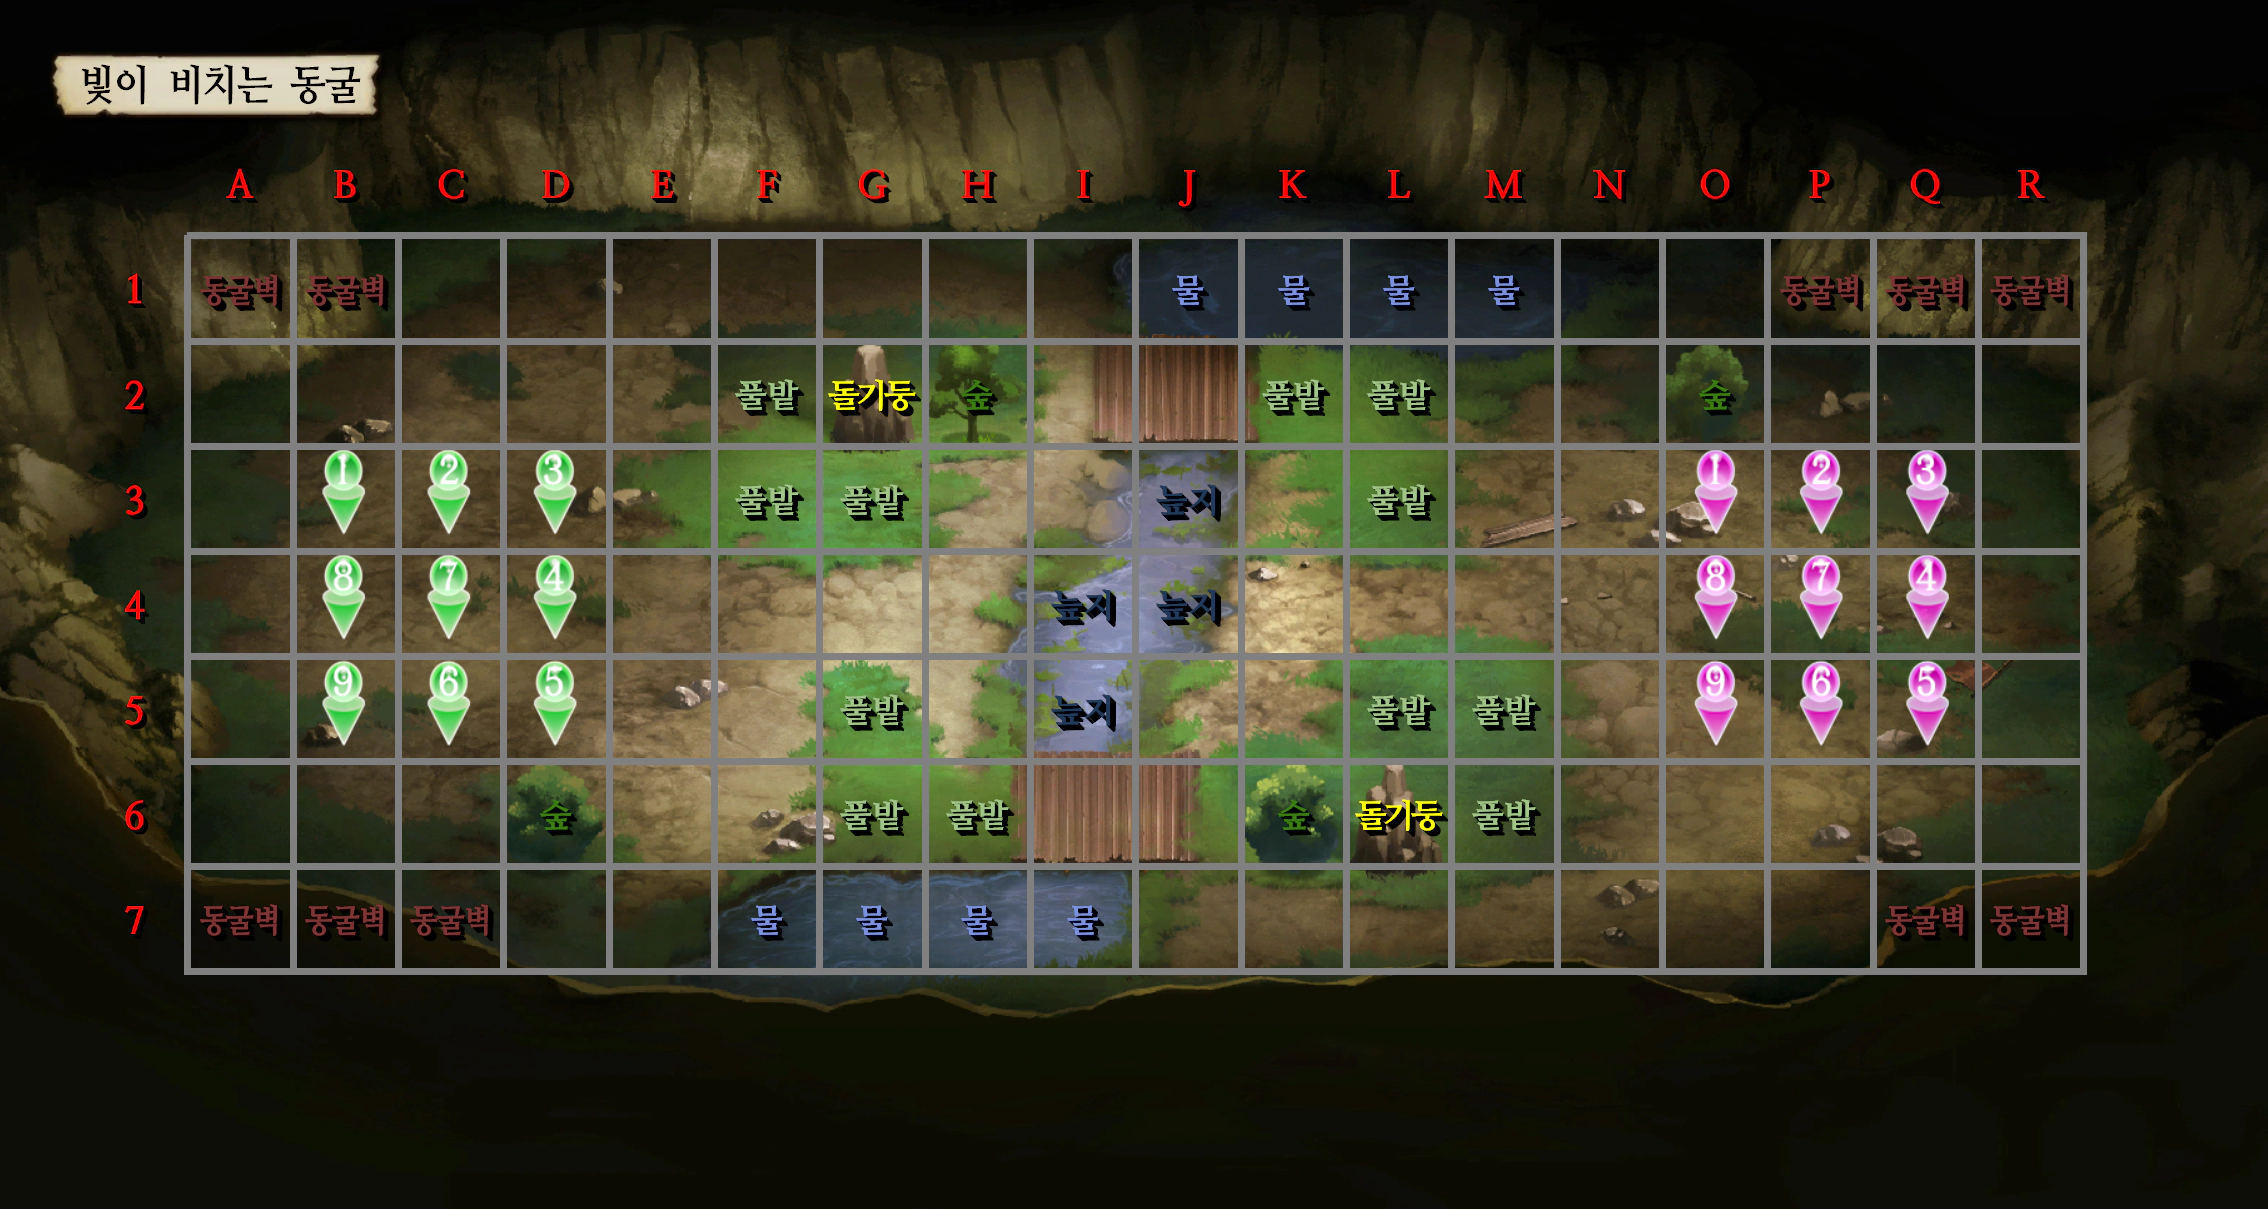 빛이 비치는 동굴
A B C D E F G H I J K L M N O P Q R
1 동굴벽 동굴벽 물 물 물 물 동굴벽 동굴벽 동굴벽
2 풀밭 돌기둥 숲 풀밭 풀밭 숲
3 1 2 3 풀밭 풀밭 늪지 풀밭 1 2 3
4 8 7 4 늪지 늪지 8 7 4
5 9 6 5 풀밭 늪지 풀밭 풀밭 9 6 5
6 숲 풀밭 풀밭 숲 돌기둥 풀밭
7 동굴벽 동굴벽 동굴벽 물 물 물 물 동굴벽 동굴벽